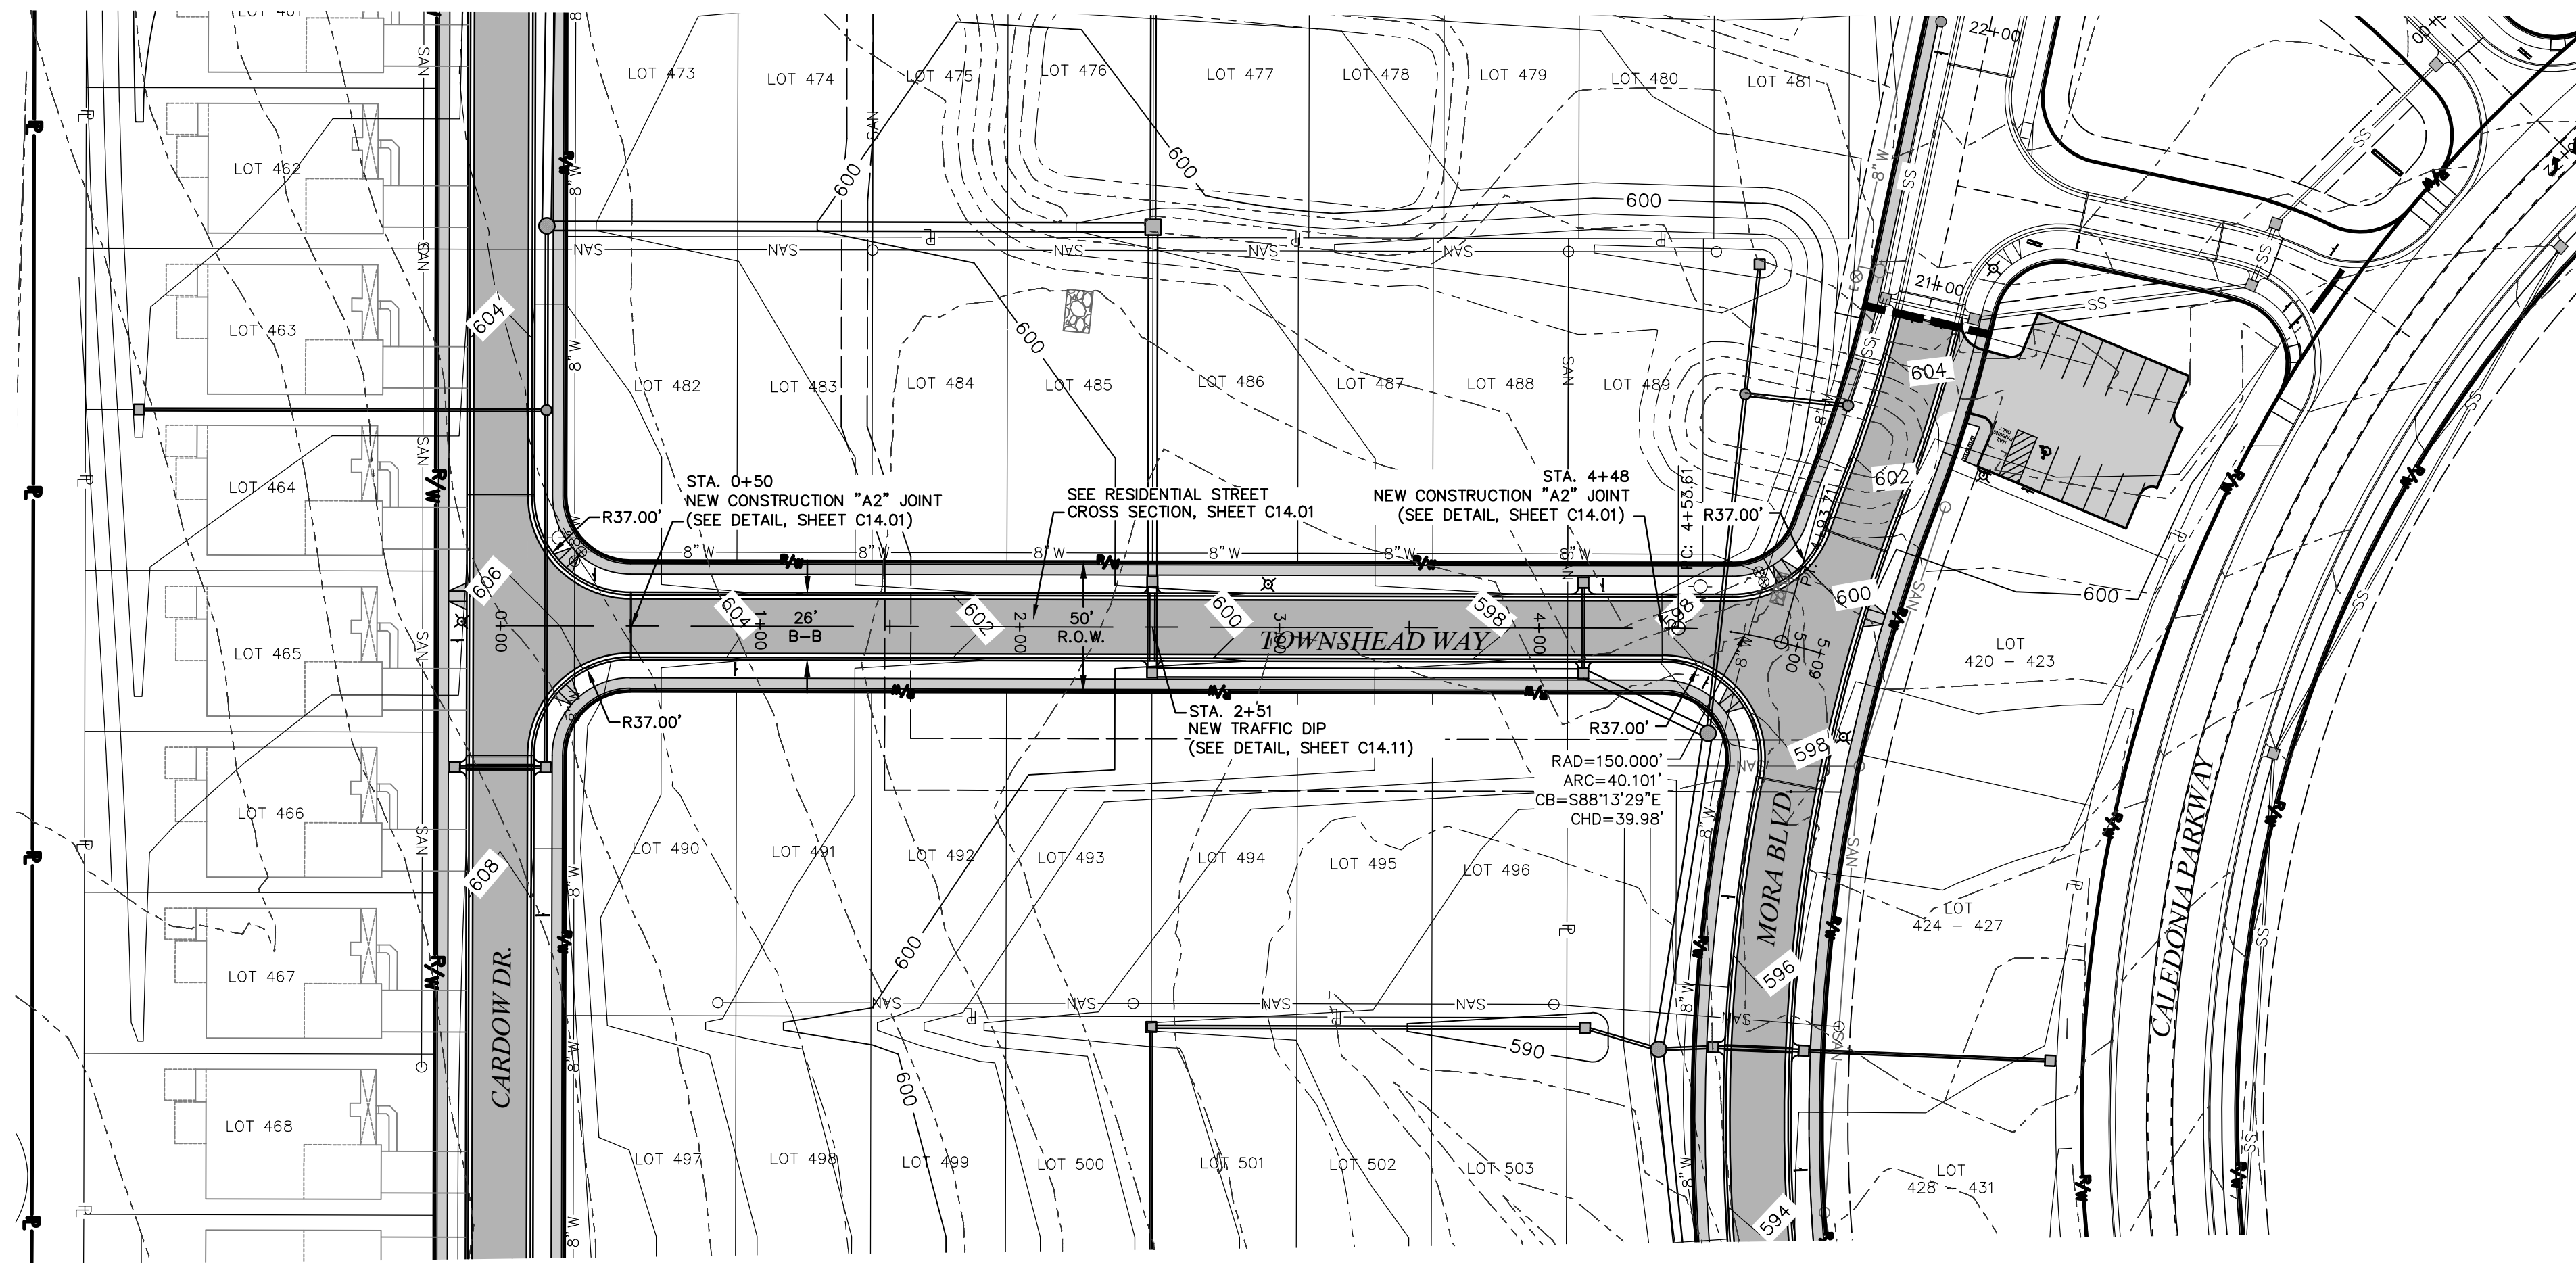 LOT 461
22+00
LOT 473
LOT 474
LOT 475
LOT 476
LOT 477
LOT 478
LOT 479
LOT 480
LOT 481
LOT 462
600
600
600
21+00
604
LOT 463
600
LOT 482
LOT 483
LOT 484
LOT 485
LOT 486
LOT 487
LOT 488
LOT 489
604
LOT 464
602
STA. 0+50
NEW CONSTRUCTION "A2" JOINT
(SEE DETAIL, SHEET C14.01)
SEE RESIDENTIAL STREET
CROSS SECTION, SHEET C14.01
STA. 4+48
NEW CONSTRUCTION "A2" JOINT
(SEE DETAIL, SHEET C14.01)
PC: 4+53.61
R37.00'
R37.00'
8"W
8"W
8"W
8"W
8"W
8"W
606
0+00
604
1+00
26'
B-B
602
2+00
50'
R.O.W.
600
3+00
TOWNSHEAD WAY
598
4+00
598
5+00
5+09
600
600
LOT 465
LOT
420 - 423
R37.00'
STA. 2+51
NEW TRAFFIC DIP
(SEE DETAIL, SHEET C14.11)
R37.00'
RAD=150.000'
ARC=40.101'
CB=S88°13'29"E
CHD=39.98'
598
LOT 466
608
LOT 490
LOT 491
LOT 492
LOT 493
LOT 494
LOT 495
LOT 496
MORA BLVD.
CALEDONIA PARKWAY
LOT
424 - 427
LOT 467
600
596
SAN
SAN
SAN
SAN
CARDOW DR.
590
600
LOT 468
LOT 497
LOT 498
LOT 499
LOT 500
LOT 501
LOT 502
LOT 503
LOT
428 - 431
594